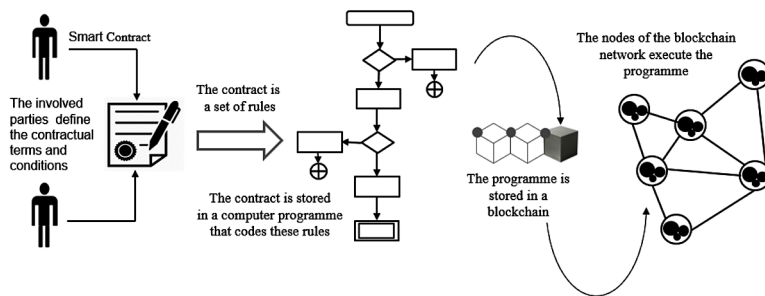 Smart Contract
The involved
parties define
the contractual
terms and
conditions
The contract is
a set of rules
The contract is stored
in a computer programme
that codes these rules
The programme is
stored in a
blockchain
The nodes of the blockchain
network execute the
programme